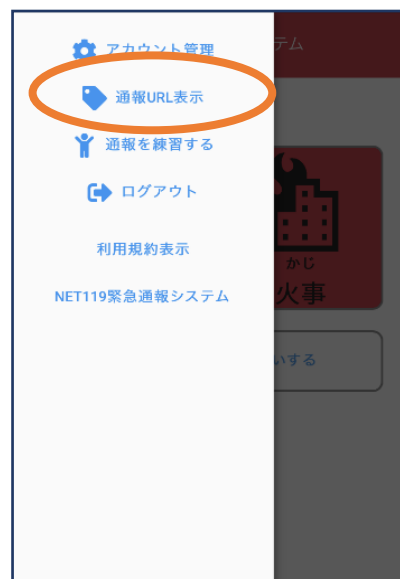 アカウント管理
テム
通報URL表示
通報を練習する
ログアウト
利用規約表示
かじ
火事
NET119緊急通報システム
いする